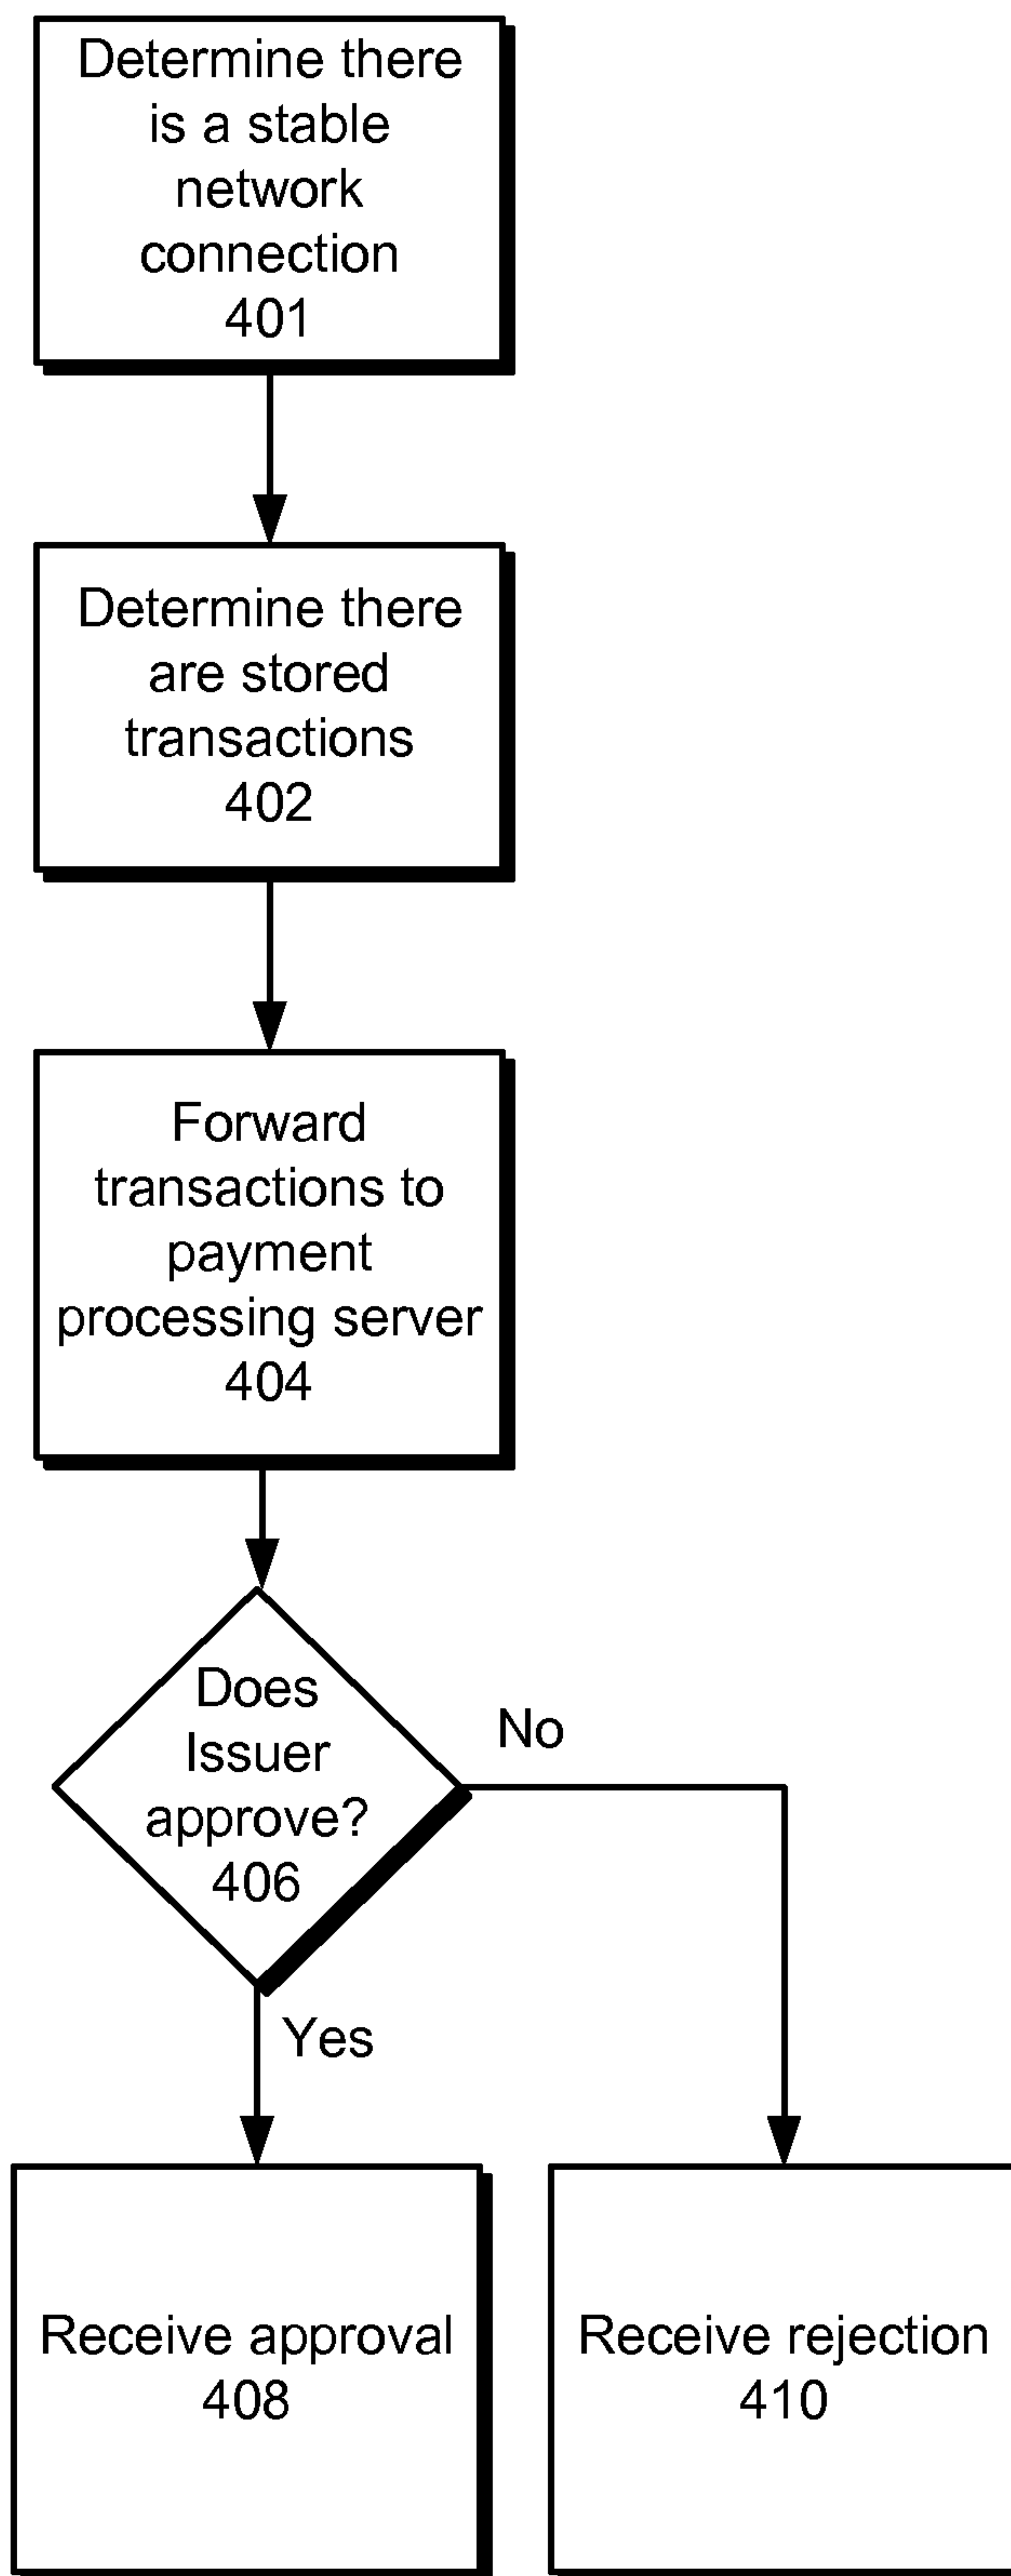 Determine there
is a stable
network
connection
401
Determine there
are stored
transactions
402
Forward
transactions to
payment
processing server
404
Does
Issuer
approve?
406
No
Yes
Receive approval
408
Receive rejection
410